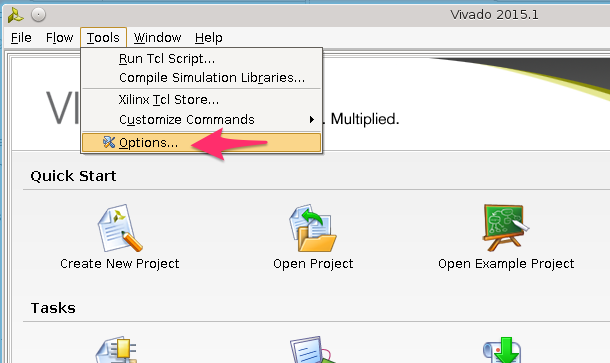 Vivado 2015.1
File Flow Tools Window Help
Run Tcl Script...
Compile Simulation Libraries...
Xilinx Tcl Store...
VI . Multiplied.
Customize Commands
Options...
Quick Start
Create New Project Open Project Open Example Project
Tasks